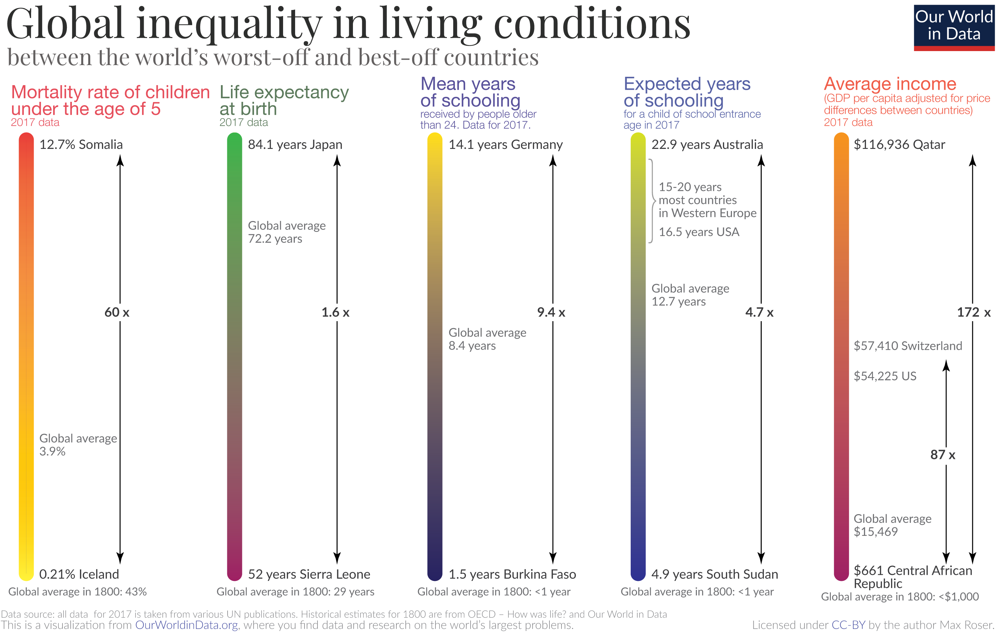 Global inequality in living conditions
between the world's worst-off and best-off countries
Our World
in Data
Mortality rate of children
under the age of 5
2017 data
12.7% Somalia
60 x
Global average
3.9%
0.21% Iceland
Global average in 1800: 43%
Life expectancy
at birth
2017 data
84.1 years Japan
Global average
72.2 years
1.6 x
52 years Sierra Leone
Global average in 1800: 29 years
Mean years
of schooling
received by people older
than 24. Data for 2017.
14.1 years Germany
9.4 x
Global average
8.4 years
1.5 years Burkina Faso
Global average in 1800: <1 year
Expected years
of schooling
for a child of school entrance
age in 2017
22.9 years Australia
15-20 years
most countries
in Western Europe
16.5 years USA
Global average
12.7 years
4.7 x
4.9 years South Sudan
Global average in 1800: <1 year
Average income
(GDP per capita adjusted for price
differences between countries)
2017 data
$116,936 Qatar
172 x
$57,410 Switzerland
$54,225 US
87 x
Global average
$15,469
$661 Central African
Republic
Global average in 1800: <$1,000
Data source: all data for 2017 is taken from various UN publications. Historical estimates for 1800 are from OECD – How was life? and Our World in Data
This is a visualization from OurWorldinData.org, where you find data and research on the world's largest problems.
Licensed under CC-BY by the author Max Roser.